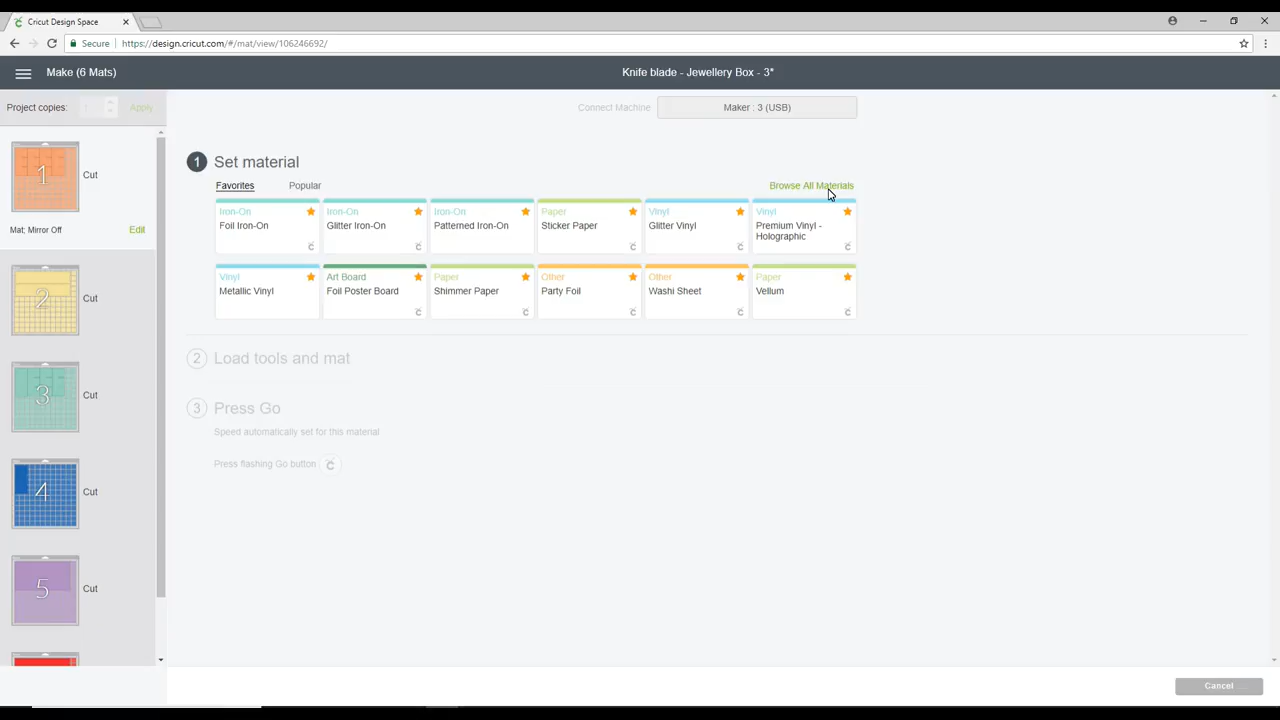 Cricut Design Space
Secure https://design.cricut.com/#/mat/view/106246692/
Make (6 Mats)
Knife blade - Jewellery Box - 3*
Project copies: 1 Apply
Connect Machine Maker : 3 (USB)
1 Cut
Mat; Mirror Off Edit
2 Cut
3 Cut
4 Cut
5 Cut
1 Set material
Favorites Popular Browse All Materials
Iron-On
Foil Iron-On
Iron-On
Glitter Iron-On
Iron-On
Patterned Iron-On
Paper
Sticker Paper
Vinyl
Glitter Vinyl
Vinyl
Premium Vinyl -
Holographic
Vinyl
Metallic Vinyl
Art Board
Foil Poster Board
Paper
Shimmer Paper
Other
Party Foil
Other
Washi Sheet
Paper
Vellum
2 Load tools and mat
3 Press Go
Speed automatically set for this material
Press flashing Go button
Cancel